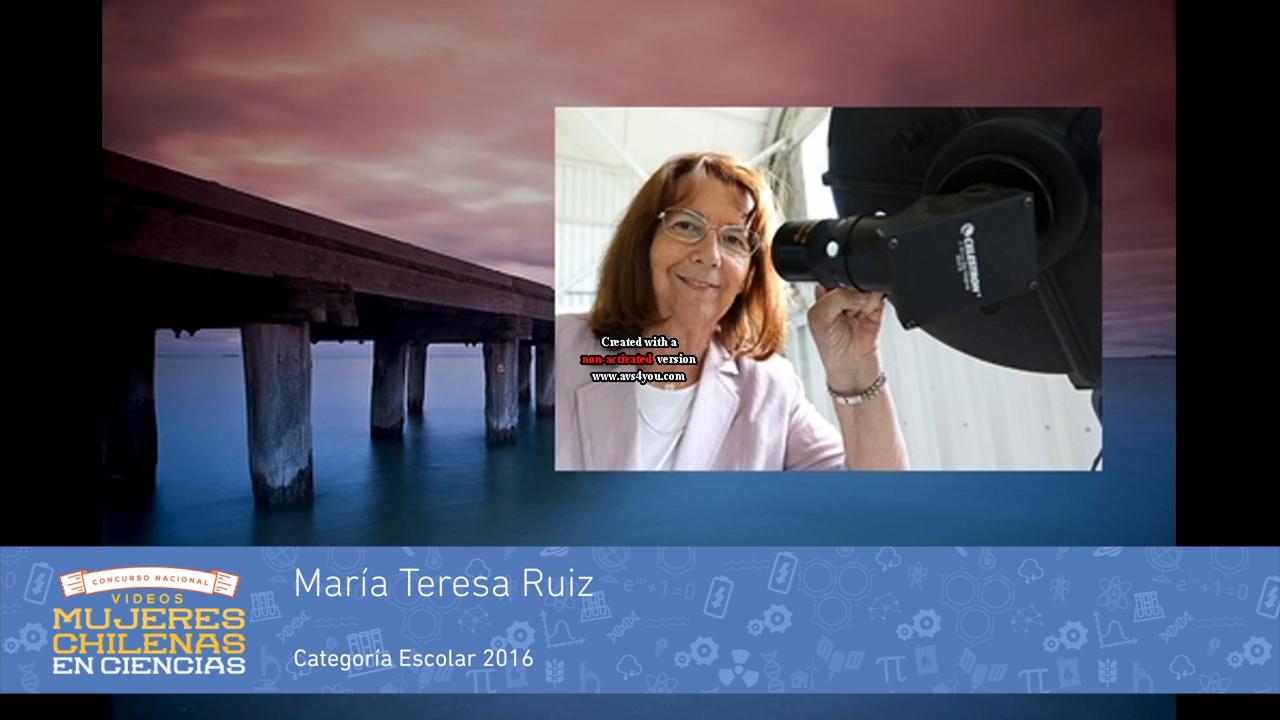 CELESTRON
Created with a
non-activated version
www.avs4you.com
CONCURSO NACIONAL
VIDEOS
MUJERES
CHILENAS
EN CIENCIAS
María Teresa Ruiz
Categoría Escolar 2016